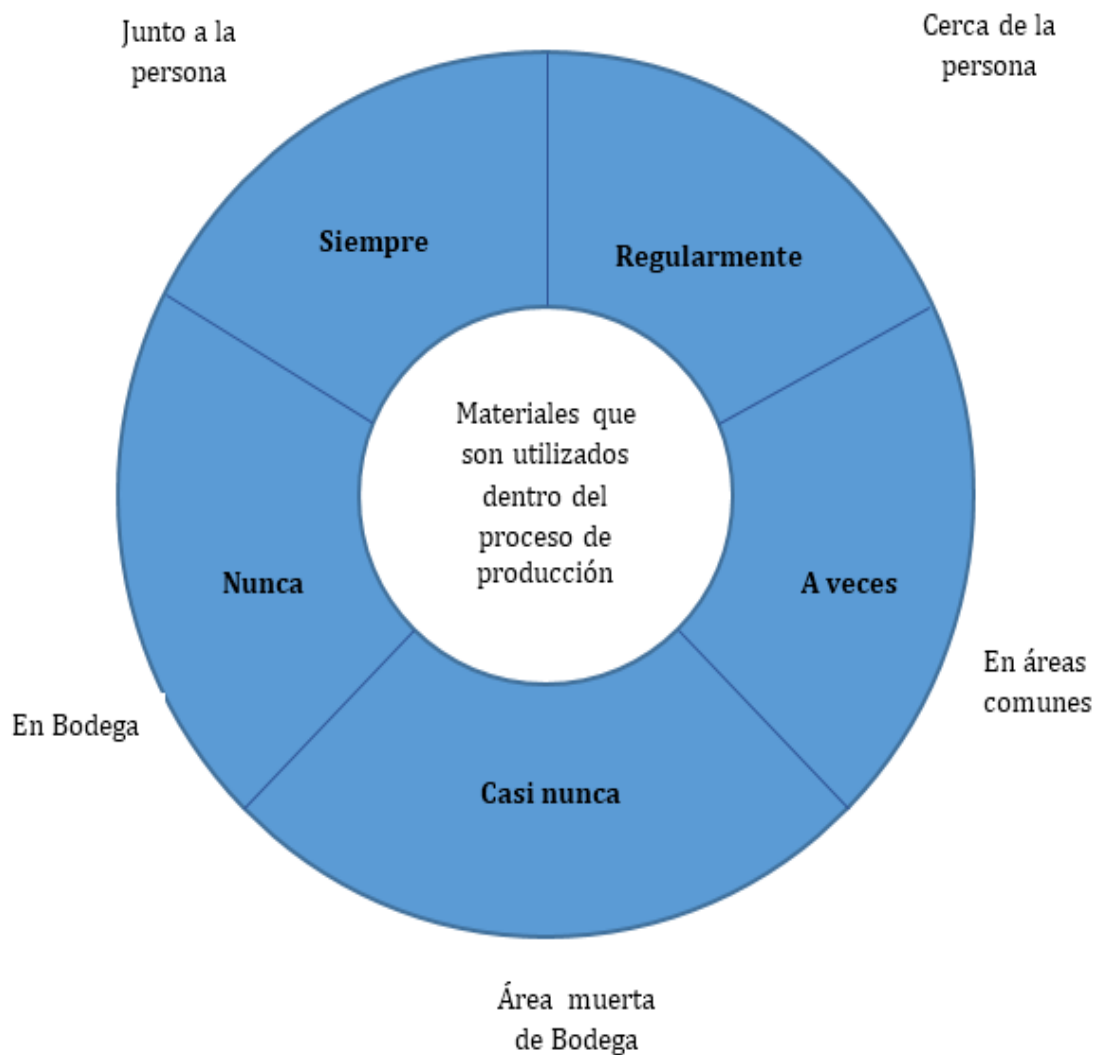 Junto a la
persona
Cerca de la
persona
Siempre
Regularmente
Materiales que
son utilizados
dentro del
proceso de
producción
Nunca
A veces
En áreas
comunes
En Bodega
Casi nunca
Área muerta
de Bodega